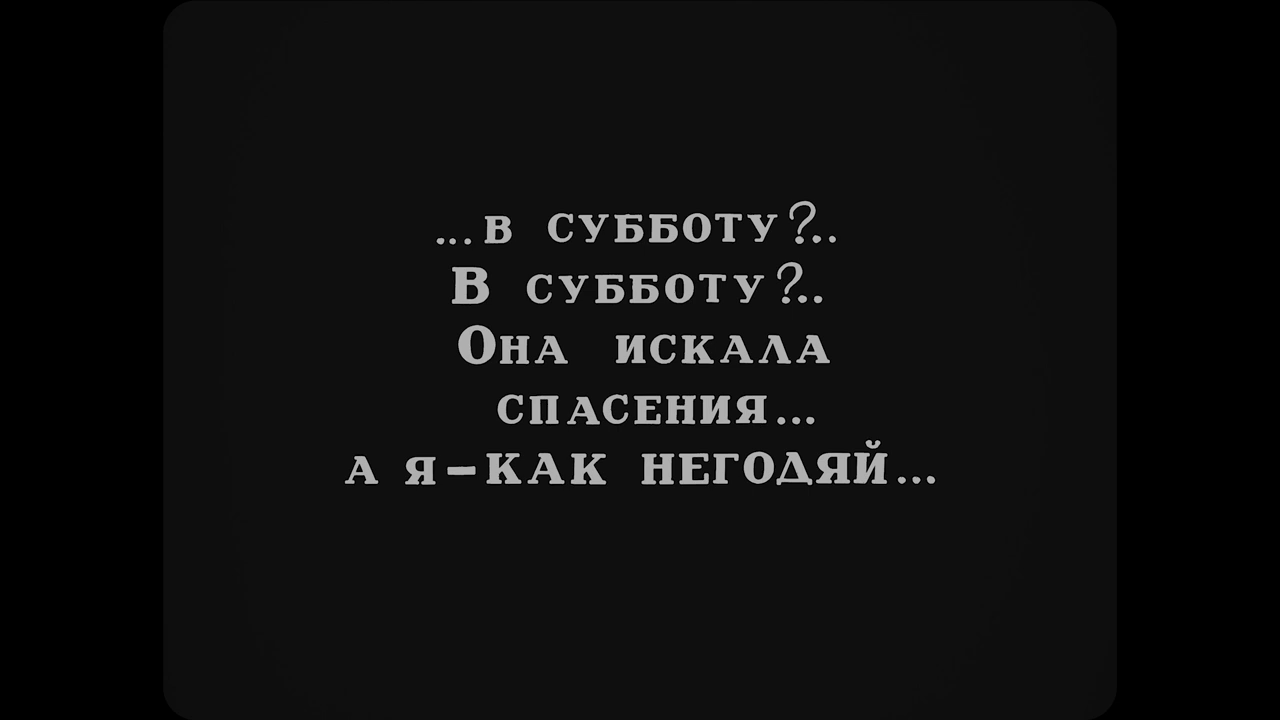 ...в субботу?..
В субботу?..
Она искала
спасения...
а я — КАК НЕГОДЯЙ...